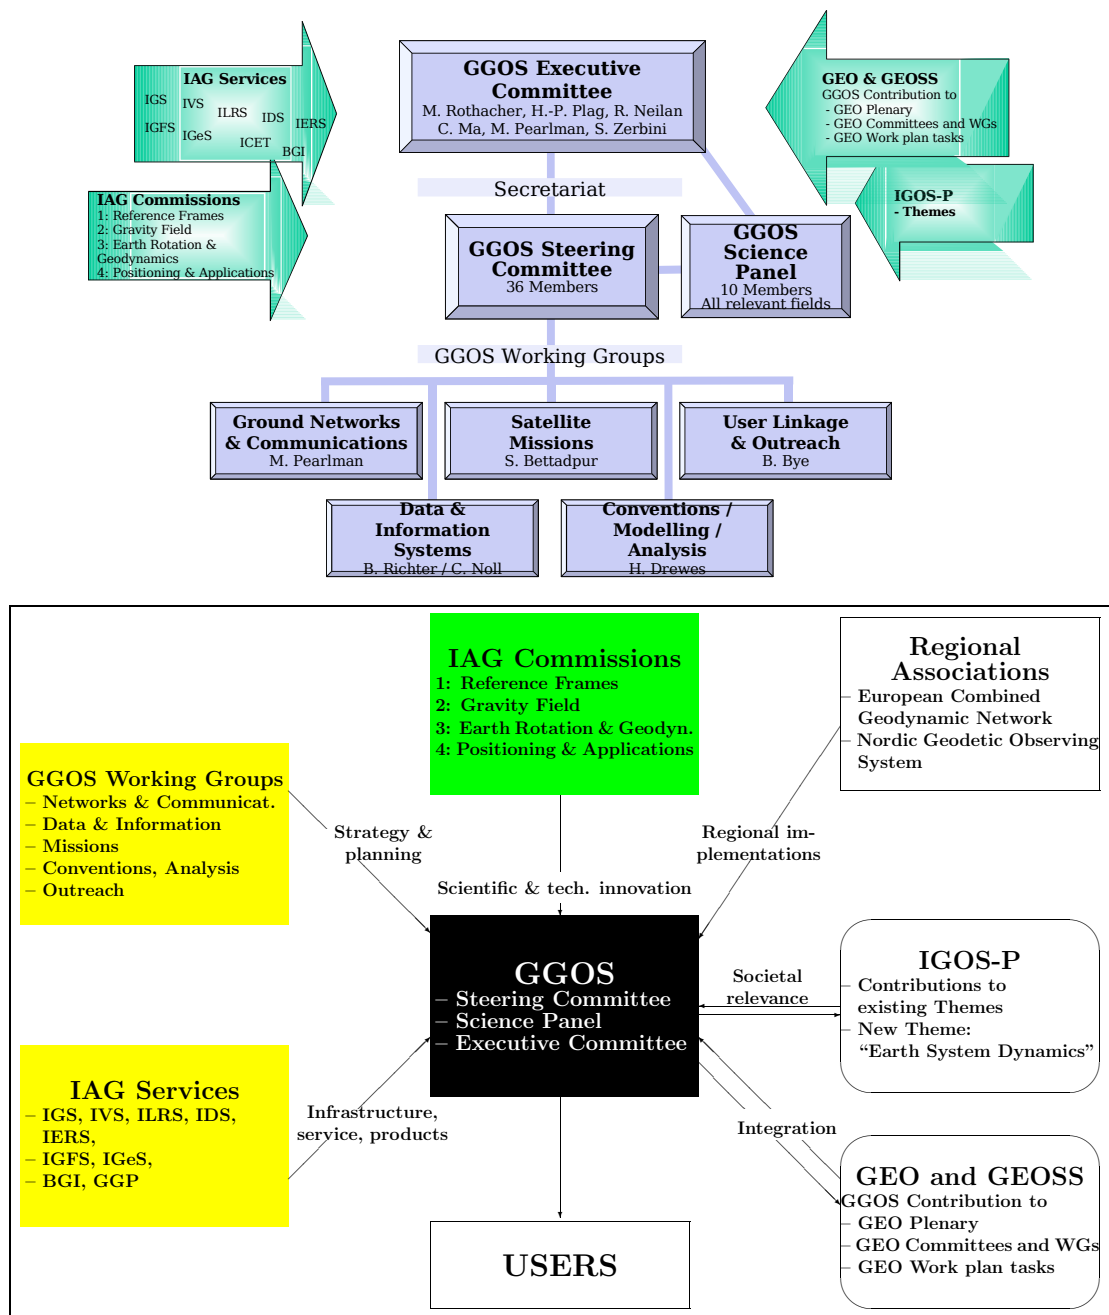 GGOS Executive
Committee
M. Rothacher, H.-P. Plag, R. Neilan
C. Ma, M. Pearlman, S. Zerbini
IAG Services
IGS
IVS
ILRS
IDS
IERS
IGFS
IGeS
ICET
BGI
IAG Commissions
1: Reference Frames
2: Gravity Field
3: Earth Rotation &
Geodynamics
4: Positioning & Applications
GEO & GEOSS
GGOS Contribution to
- GEO Plenary
- GEO Committees and WGs
- GEO Work plan tasks
IGOS-P
- Themes
Secretariat
GGOS Steering
Committee
36 Members
GGOS
Science
Panel
10 Members
All relevant fields
GGOS Working Groups
Ground Networks
& Communications
M. Pearlman
Satellite
Missions
S. Bettadpur
User Linkage
& Outreach
B. Bye
Data &
Information
Systems
B. Richter / C. Noll
Conventions /
Modelling /
Analysis
H. Drewes
IAG Commissions
1: Reference Frames
2: Gravity Field
3: Earth Rotation & Geodyn.
4: Positioning & Applications
Regional
Associations
– European Combined
Geodynamic Network
– Nordic Geodetic Observing
System
GGOS Working Groups
– Networks & Communicat.
– Data & Information
– Missions
– Conventions, Analysis
– Outreach
Strategy &
planning
Scientific & tech. innovation
Regional im-
plementations
GGOS
– Steering Committee
– Science Panel
– Executive Committee
Societal
relevance
IGOS-P
– Contributions to
existing Themes
– New Theme:
“Earth System Dynamics”
IAG Services
– IGS, IVS, ILRS, IDS,
IERS,
– IGFS, IGeS,
– BGI, GGP
Infrastructure,
service, products
Integration
GEO and GEOSS
GGOS Contribution to
– GEO Plenary
– GEO Committees and WGs
– GEO Work plan tasks
USERS